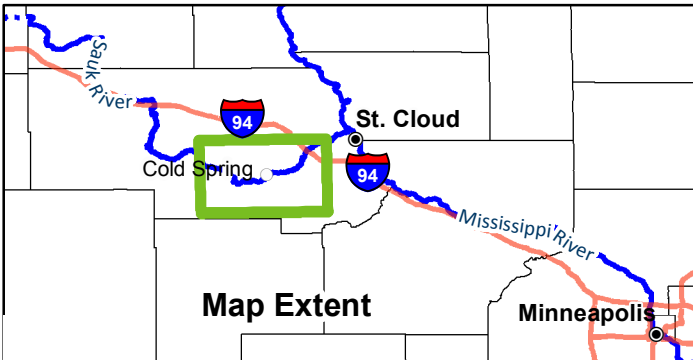 Sauk River
94
St. Cloud
Cold Spring
94
Mississippi River
Map Extent
Minneapolis